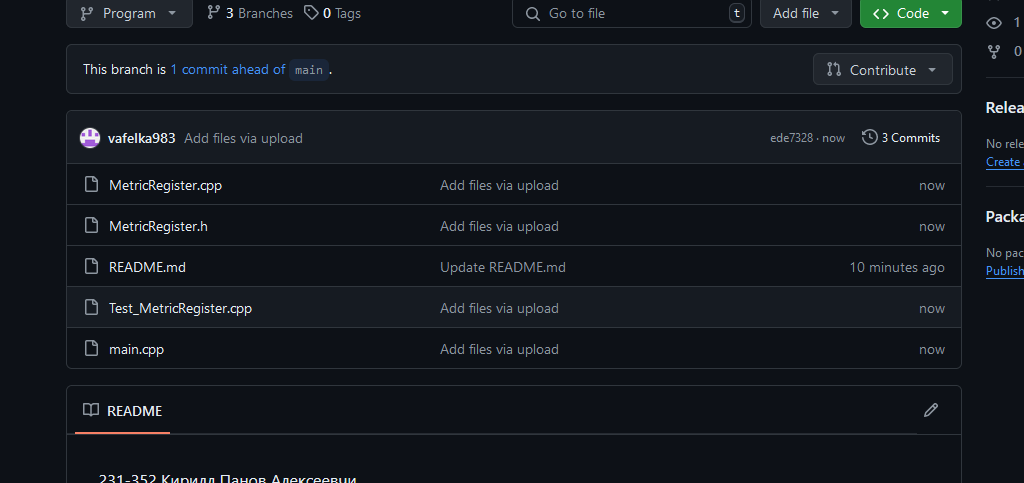 Program
3 Branches
0 Tags
Go to file
t
Add file
Code
1
0
This branch is 1 commit ahead of main.
Contribute
vafelka983 Add files via upload
ede7328 · now
3 Commits
MetricRegister.cpp Add files via upload now
MetricRegister.h Add files via upload now
README.md Update README.md 10 minutes ago
Test_MetricRegister.cpp Add files via upload now
main.cpp Add files via upload now
README
231-352 Кирилл Панов Алексеевчи
Relea
No rele
Create
Packa
No pac
Publish